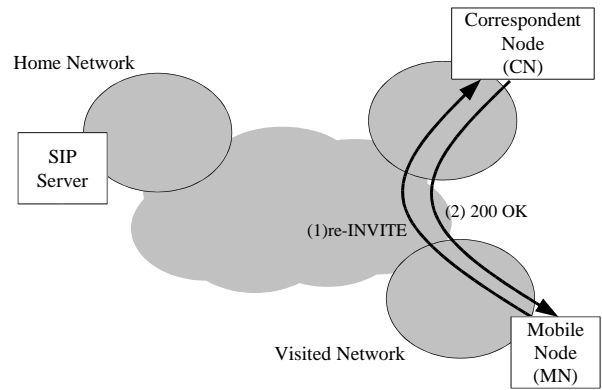 Correspondent
Node
(CN)
Home Network
SIP
Server
(1)re-INVITE
(2) 200 OK
Visited Network
Mobile
Node
(MN)